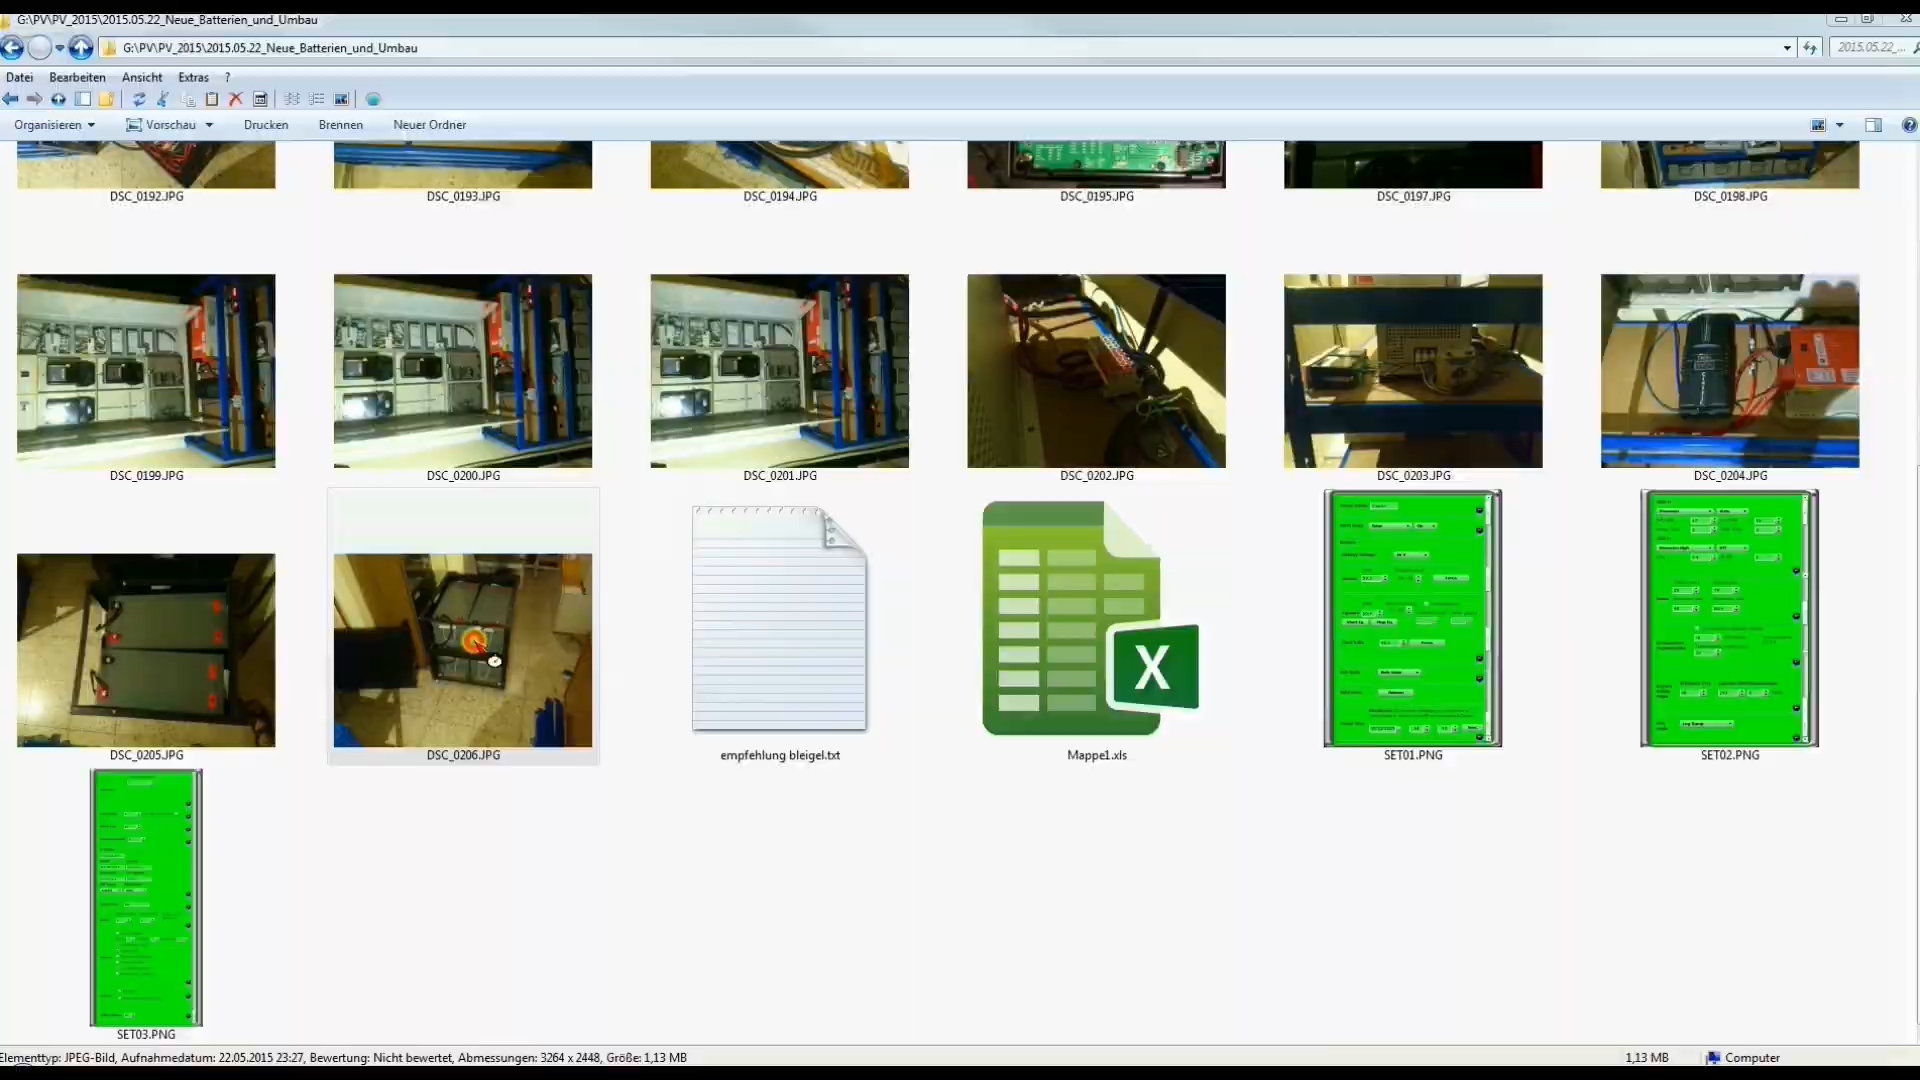 G:\PV\PV_2015\2015.05.22_Neue_Batterien_und_Umbau
G:\PV\PV_2015\2015.05.22_Neue_Batterien_und_Umbau
2015.05.22_...
Datei Bearbeiten Ansicht Extras ?
Organisieren Vorschau Drucken Brennen Neuer Ordner
DSC_0192.JPG DSC_0193.JPG DSC_0194.JPG DSC_0195.JPG DSC_0197.JPG DSC_0198.JPG
DSC_0199.JPG DSC_0200.JPG DSC_0201.JPG DSC_0202.JPG DSC_0203.JPG DSC_0204.JPG
X
DSC_0205.JPG DSC_0206.JPG empfehlung bleigel.txt Mappe1.xls SET01.PNG SET02.PNG
SET03.PNG
Elementtyp: JPEG-Bild, Aufnahmedatum: 22.05.2015 23:27, Bewertung: Nicht bewertet, Abmessungen: 3264 x 2448, Größe: 1,13 MB
1,13 MB Computer